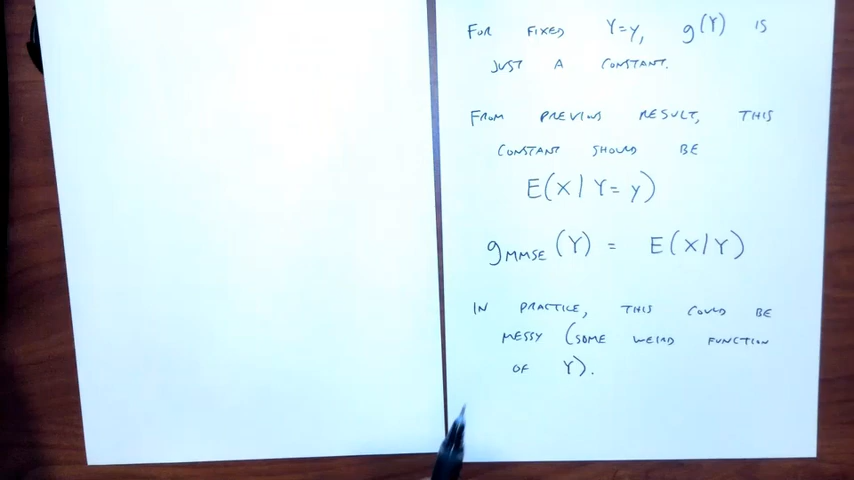 FOR FIXED Y=y, g(Y) IS
JUST A CONSTANT.
FROM PREVIOUS RESULT, THIS
CONSTANT SHOULD BE
E(X | Y = y)
gMMSE (Y) = E(X|Y)
IN PRACTICE, THIS COULD BE
MESSY (SOME WEIRD FUNCTION
OF Y).